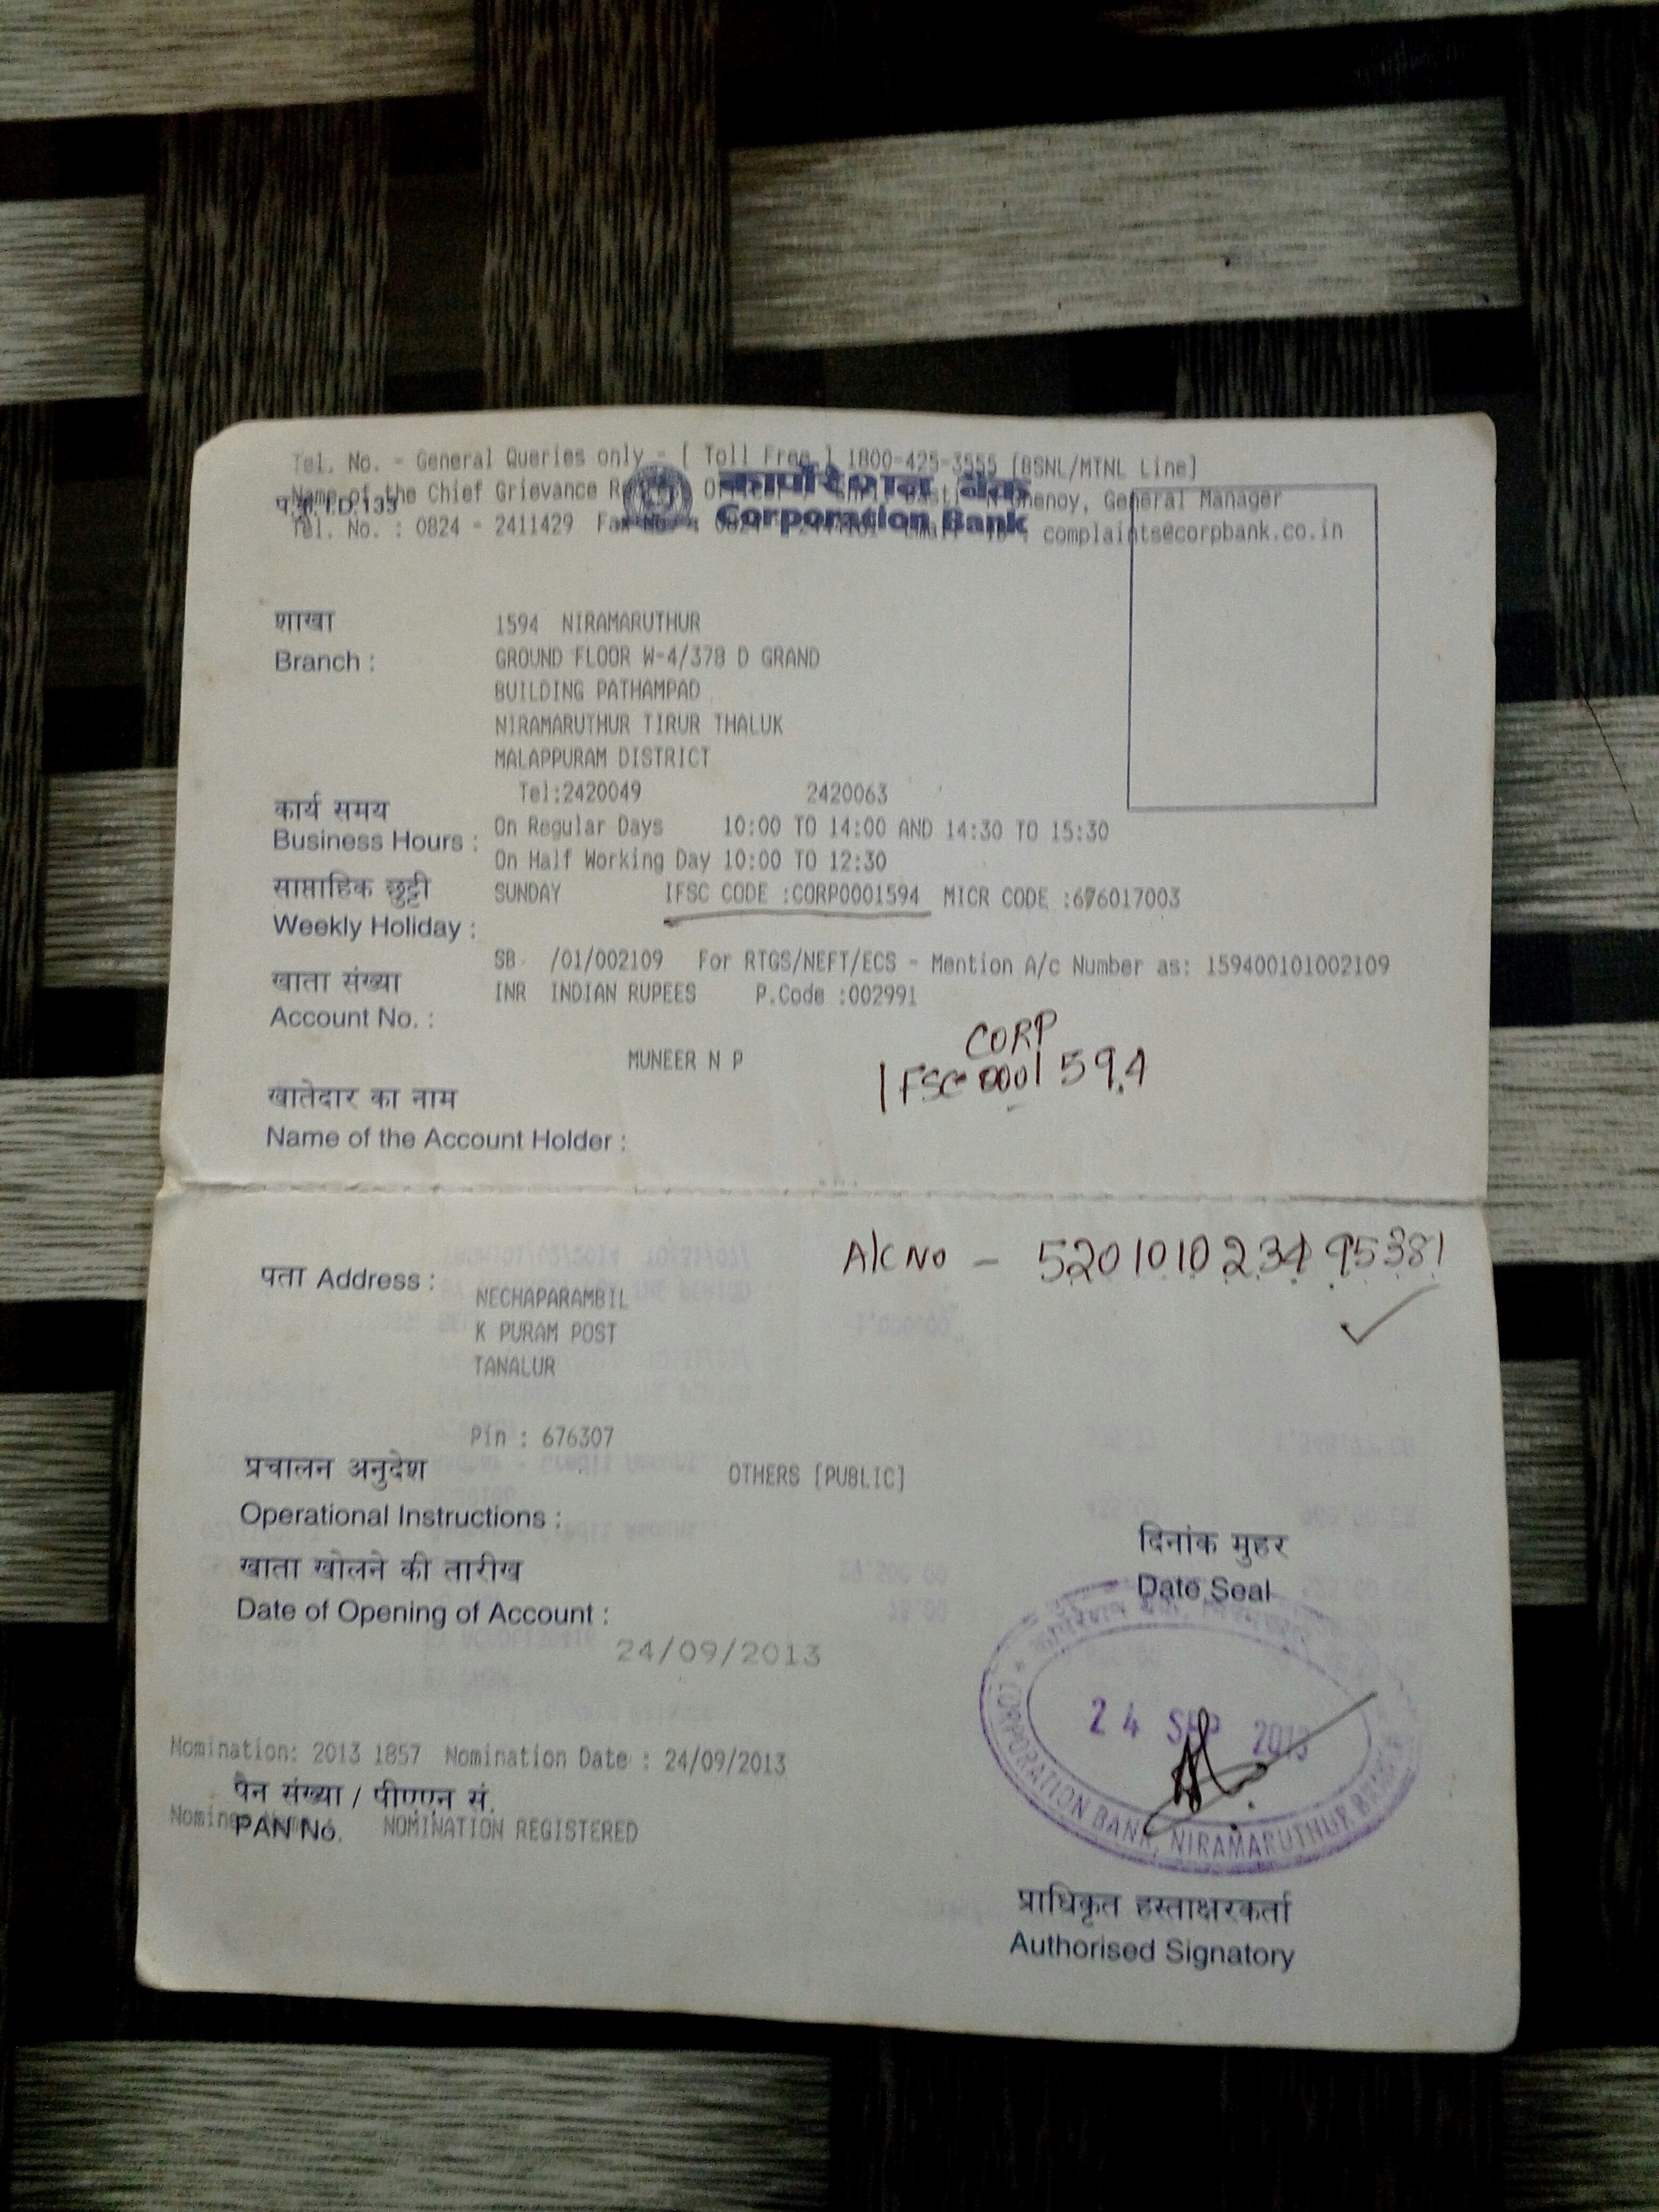 Tel. No. - General Queries only - [ Toll Free ] 1800-425-3555 [BSNL/MTNL Line]
Name of the Chief Grievance Shenoy, General Manager
Tel. No. : 0824 - 2411429 Fax complaints@corpbank.co.in
I.D.133
कार्पोरेशन बैंक
Corporation Bank
शाखा
Branch :
1594 NIRAMARUTHUR
GROUND FLOOR W-4/378 D GRAND
BUILDING PATHAMPAD
NIRAMARUTHUR TIRUR THALUK
MALAPPURAM DISTRICT
Tel:2420049 2420063
कार्य समय
Business Hours :
On Regular Days 10:00 TO 14:00 AND 14:30 TO 15:30
On Half Working Day 10:00 TO 12:30
साप्ताहिक छुट्टी
Weekly Holiday :
SUNDAY IFSC CODE :CORP0001594 MICR CODE :676017003
SB /01/002109 For RTGS/NEFT/ECS - Mention A/c Number as: 159400101002109
खाता संख्या
Account No. :
INR INDIAN RUPEES P.Code :002991
CORP
IFSC 0001594
MUNEER N P
खातेदार का नाम
Name of the Account Holder :
A/C No - 520101023495381
पता Address :
NECHAPARAMBIL
K PURAM POST
TANALUR
Pin : 676307
प्रचालन अनुदेश
Operational Instructions :
OTHERS [PUBLIC]
खाता खोलने की तारीख
Date of Opening of Account :
24/09/2013
दिनांक मुहर
Date Seal
24 SEP 2013
CORPORATION BANK, NIRAMARUTHUR BRANCH
Nomination: 2013 1857 Nomination Date : 24/09/2013
पैन संख्या / पीएएन सं.
PAN No.
Nominee Name NOMINATION REGISTERED
प्राधिकृत हस्ताक्षरकर्ता
Authorised Signatory